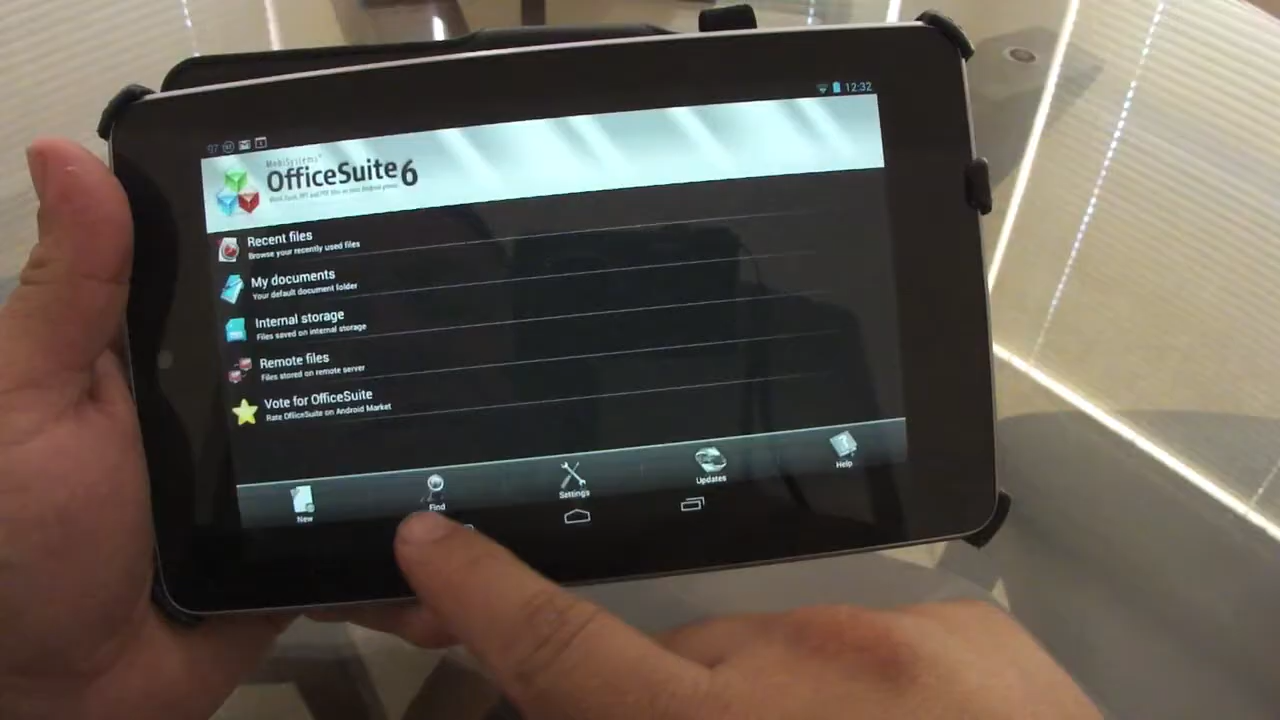 97
12:32
MobiSystems
OfficeSuite 6
Recent files
Browse your recently used files
My documents
Your default document folder
Internal storage
Files saved on internal storage
Remote files
Files stored on remote server
Vote for OfficeSuite
Rate OfficeSuite on Android Market
New
Find
Settings
Updates
Help